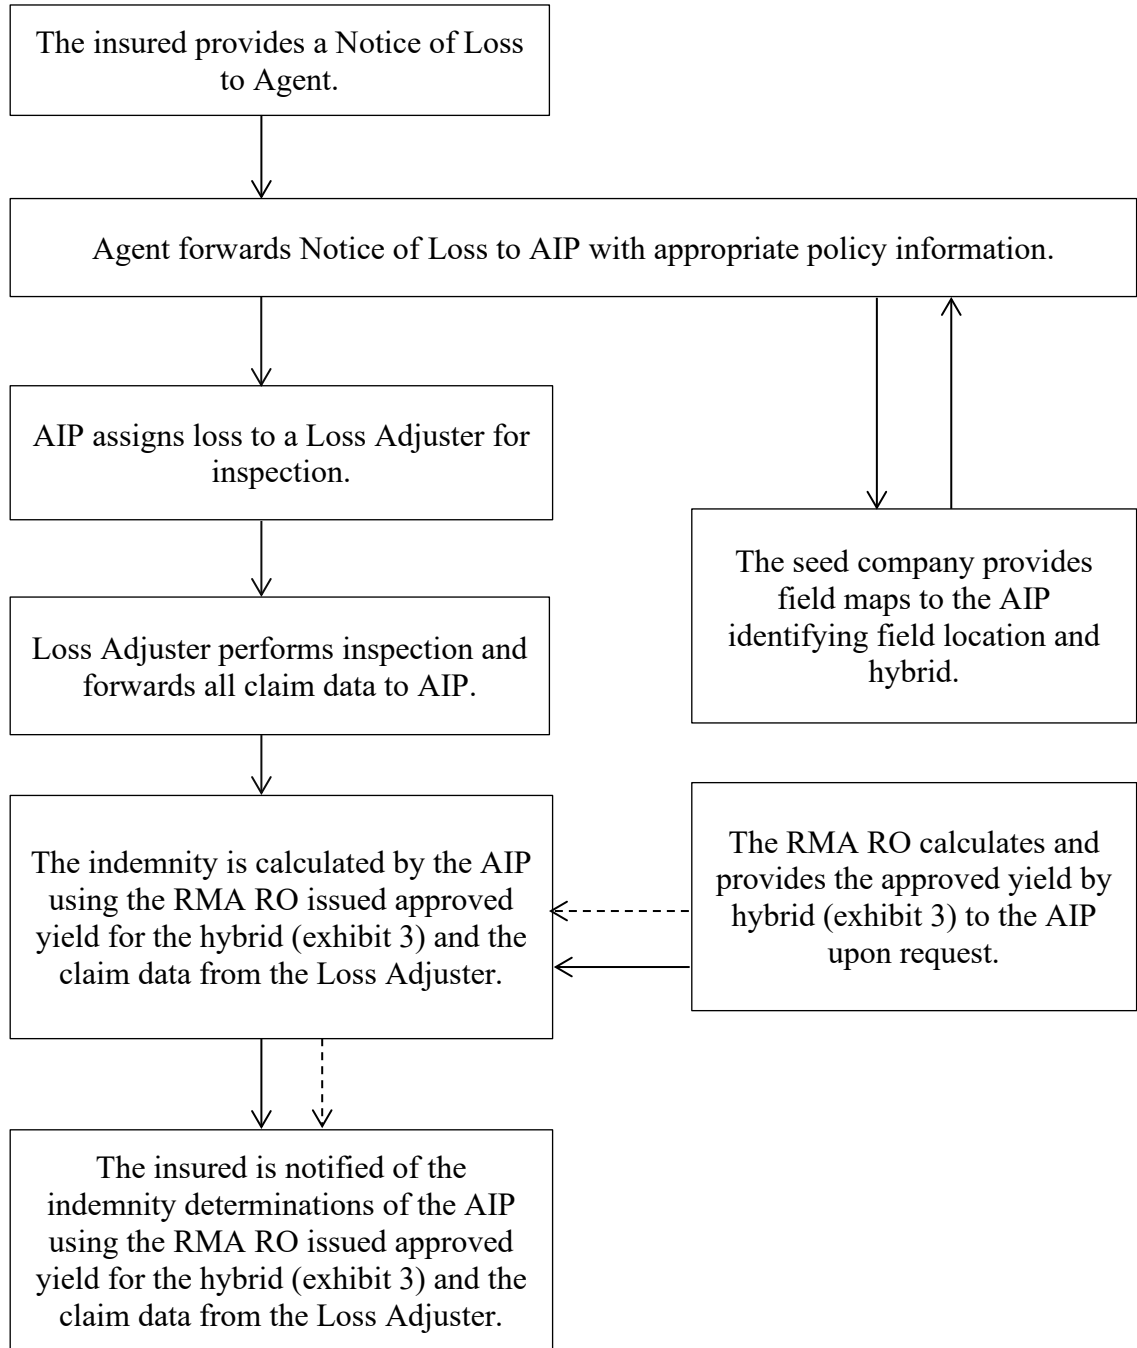 The insured provides a Notice of Loss
to Agent.
Agent forwards Notice of Loss to AIP with appropriate policy information.
AIP assigns loss to a Loss Adjuster for
inspection.
The seed company provides
field maps to the AIP
identifying field location and
hybrid.
Loss Adjuster performs inspection and
forwards all claim data to AIP.
The indemnity is calculated by the AIP
using the RMA RO issued approved
yield for the hybrid (exhibit 3) and the
claim data from the Loss Adjuster.
The RMA RO calculates and
provides the approved yield by
hybrid (exhibit 3) to the AIP
upon request.
The insured is notified of the
indemnity determinations of the AIP
using the RMA RO issued approved
yield for the hybrid (exhibit 3) and the
claim data from the Loss Adjuster.